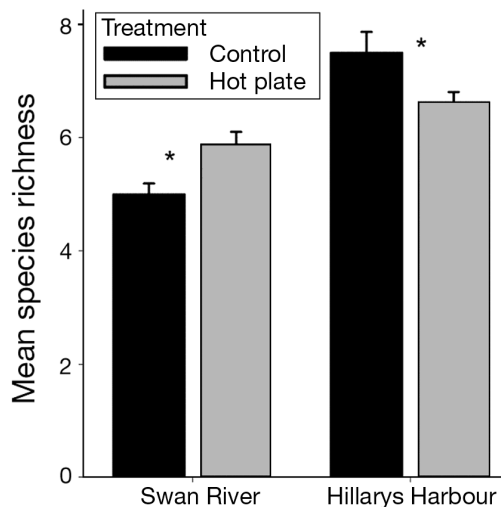 8
Treatment
Control
Hot plate
*
*
6
4
2
0
Mean species richness
Swan River
Hillarys Harbour